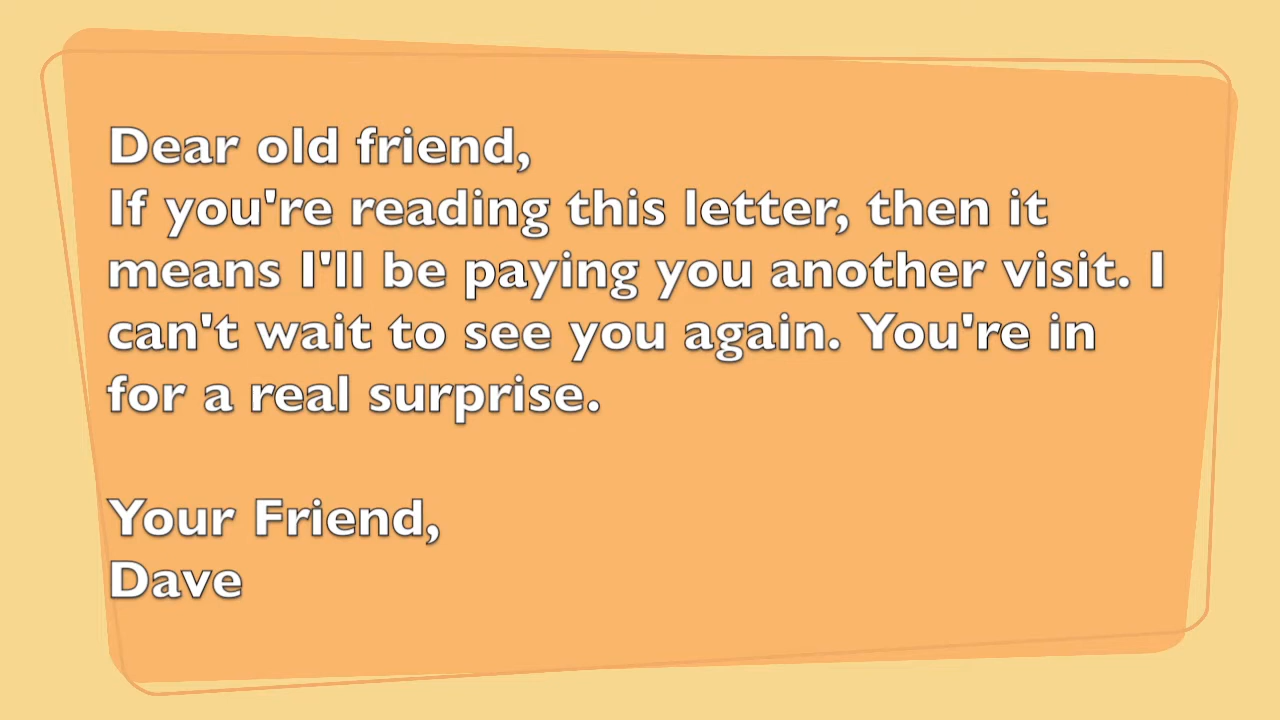 Dear old friend,
If you're reading this letter, then it
means I'll be paying you another visit. I
can't wait to see you again. You're in
for a real surprise.
Your Friend,
Dave